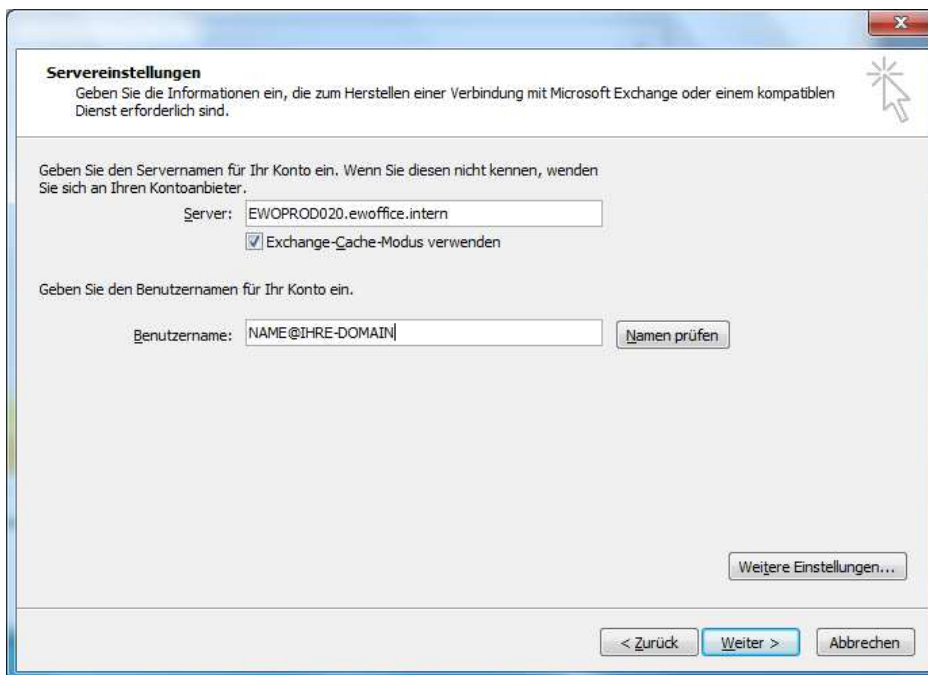 Servereinstellungen
Geben Sie die Informationen ein, die zum Herstellen einer Verbindung mit Microsoft Exchange oder einem kompatiblen
Dienst erforderlich sind.
Geben Sie den Servernamen für Ihr Konto ein. Wenn Sie diesen nicht kennen, wenden
Sie sich an Ihren Kontoanbieter.
Server: EWOPROD020.ewoffice.intern
Exchange-Cache-Modus verwenden
Geben Sie den Benutzernamen für Ihr Konto ein.
Benutzername: NAME@IHRE-DOMAIN Namen prüfen
Weitere Einstellungen...
< Zurück Weiter > Abbrechen